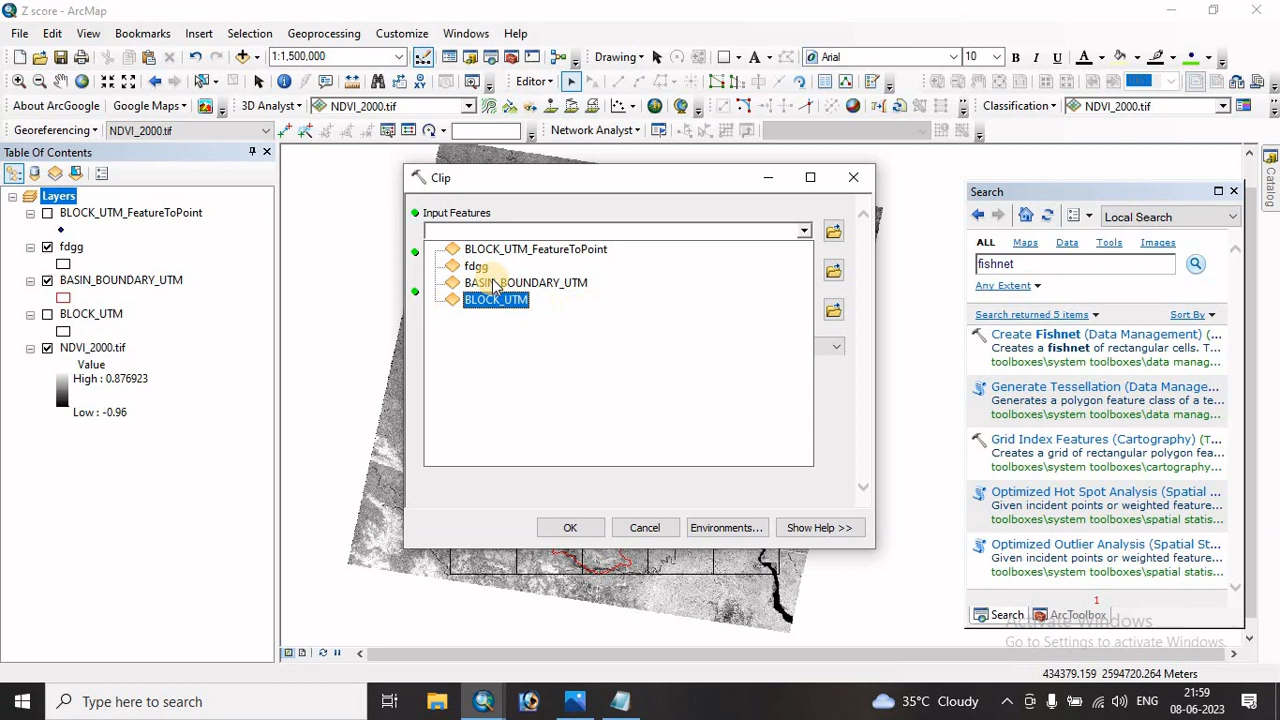 Z score - ArcMap
File Edit View Bookmarks Insert Selection Geoprocessing Customize Windows Help
1:1,500,000 Drawing Arial 10 B I U A
Editor
About ArcGoogle Google Maps 3D Analyst NDVI_2000.tif Classification NDVI_2000.tif
Georeferencing NDVI_2000.tif Network Analyst
Table Of Contents
Layers
BLOCK_UTM_FeatureToPoint
fdgg
BASIN_BOUNDARY_UTM
BLOCK_UTM
NDVI_2000.tif
Value
High : 0.876923
Low : -0.96
Clip
Input Features
BLOCK_UTM_FeatureToPoint
fdgg
BASIN_BOUNDARY_UTM
BLOCK_UTM
OK Cancel Environments... Show Help >>
Search
Local Search
ALL Maps Data Tools Images
fishnet
Any Extent
Search returned 5 items Sort By
Create Fishnet (Data Management) (...
Creates a fishnet of rectangular cells. T...
toolboxes\system toolboxes\data manag...
Generate Tessellation (Data Manage...
Generates a polygon feature class of a te...
toolboxes\system toolboxes\data manag...
Grid Index Features (Cartography) (T...
Creates a grid of rectangular polygon fea...
toolboxes\system toolboxes\cartography...
Optimized Hot Spot Analysis (Spatial ...
Given incident points or weighted feature...
toolboxes\system toolboxes\spatial statis...
Optimized Outlier Analysis (Spatial St...
Given incident points or weighted feature...
toolboxes\system toolboxes\spatial statis...
1
Search ArcToolbox
Catalog
Activate Windows
Go to Settings to activate Windows.
434379.159 2594720.264 Meters
Type here to search
35°C Cloudy
ENG
21:59
08-06-2023